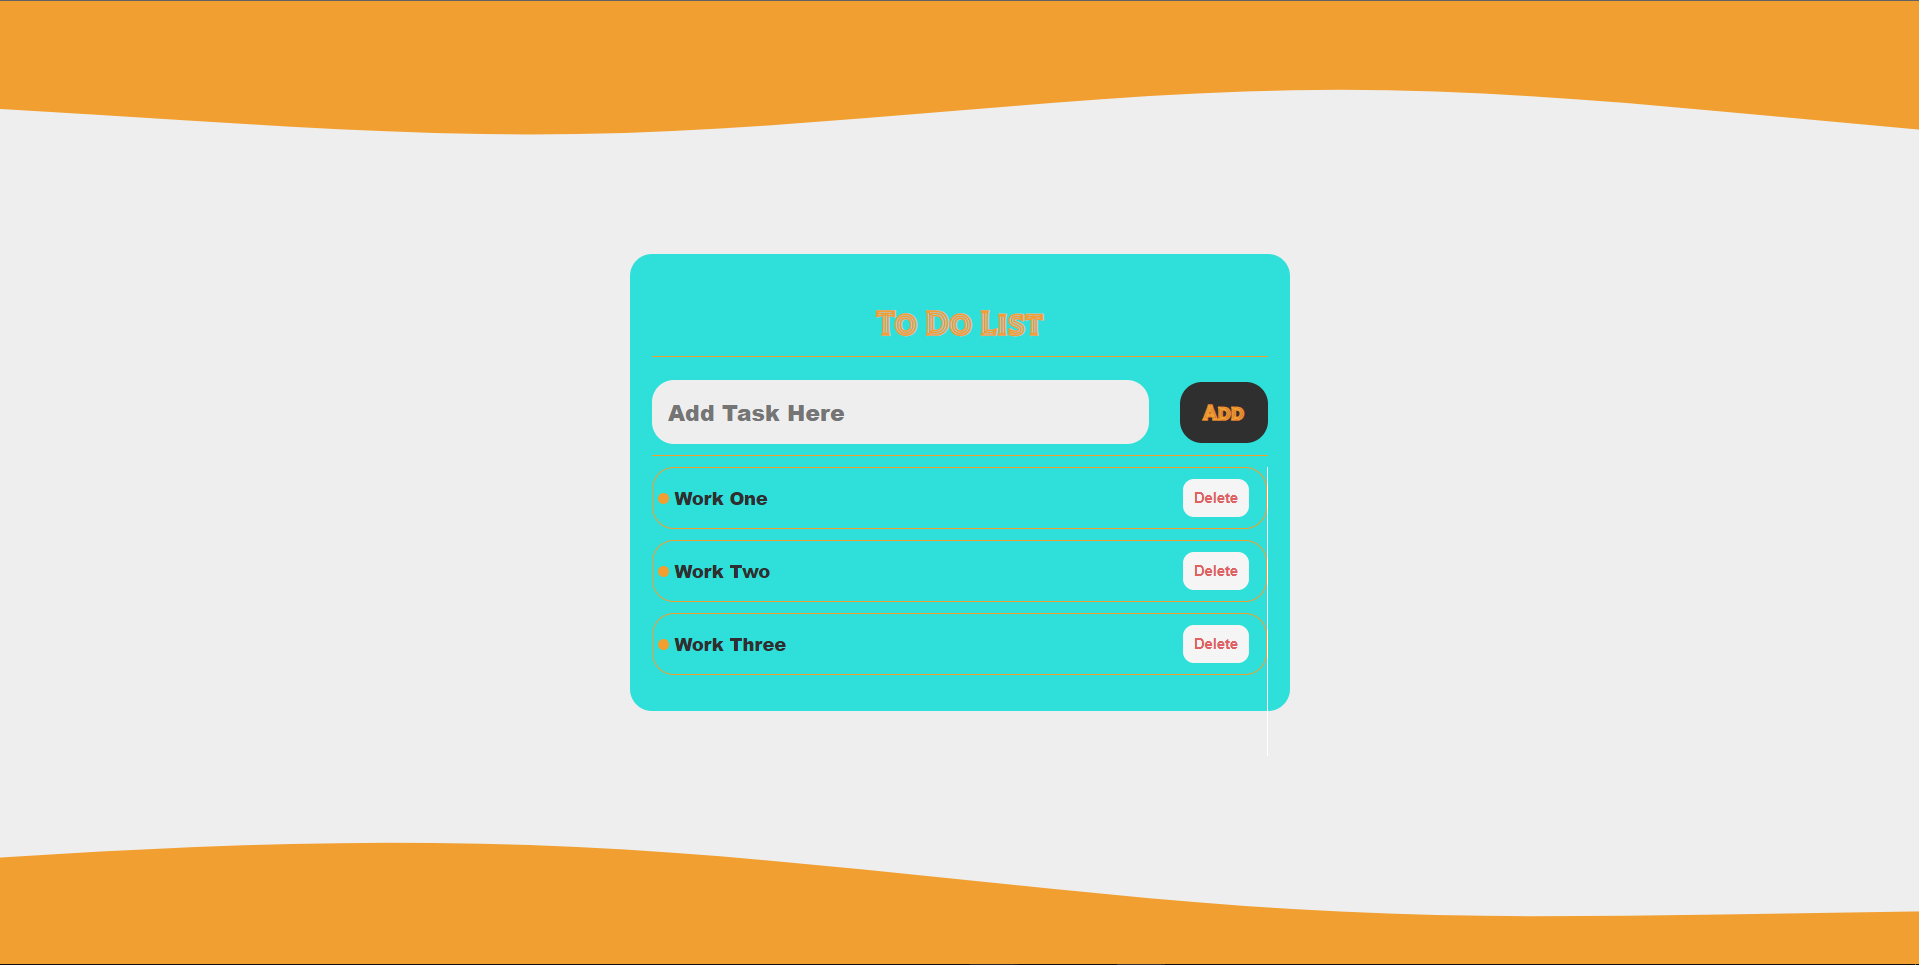 To Do List
Add Task Here
Add
Work One
Delete
Work Two
Delete
Work Three
Delete